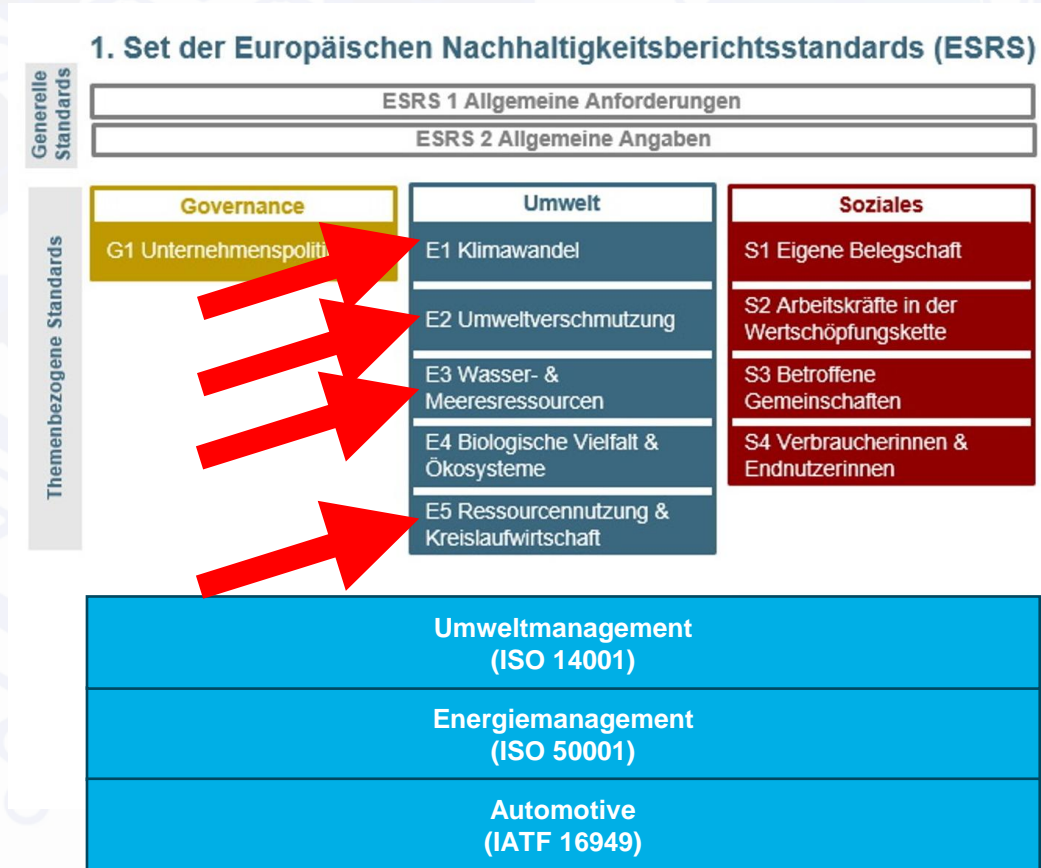 1. Set der Europäischen Nachhaltigkeitsberichtsstandards (ESRS)
Generelle
Standards
ESRS 1 Allgemeine Anforderungen
ESRS 2 Allgemeine Angaben
Themenbezogene Standards
Governance
G1 Unternehmenspoliti
Umwelt
E1 Klimawandel
E2 Umweltverschmutzung
E3 Wasser- &
Meeresressourcen
E4 Biologische Vielfalt &
Ökosysteme
E5 Ressourcennutzung &
Kreislaufwirtschaft
Soziales
S1 Eigene Belegschaft
S2 Arbeitskräfte in der
Wertschöpfungskette
S3 Betroffene
Gemeinschaften
S4 Verbraucherinnen &
Endnutzerinnen
Umweltmanagement
(ISO 14001)
Energiemanagement
(ISO 50001)
Automotive
(IATF 16949)